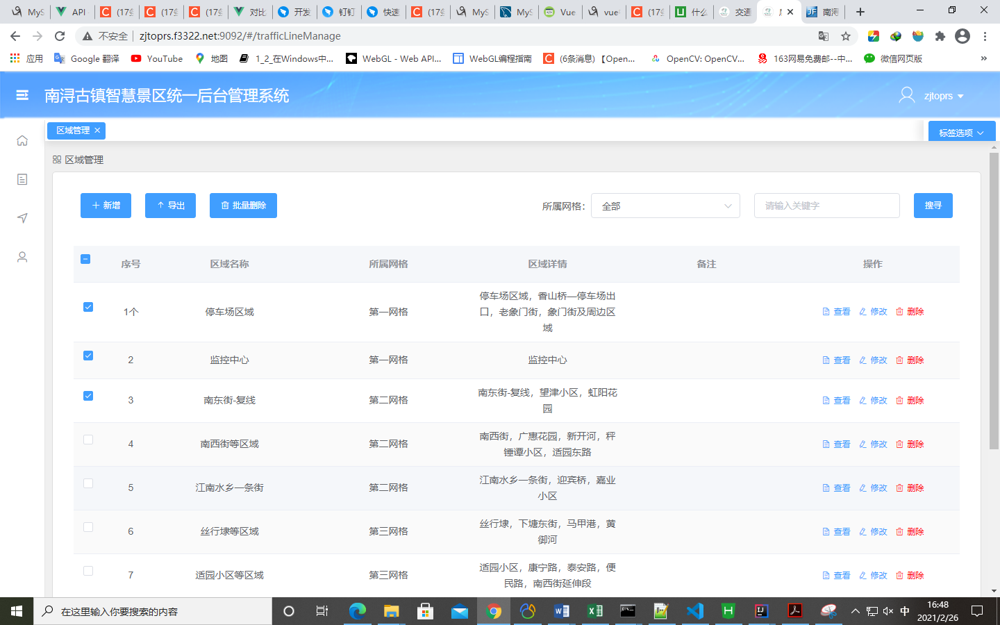 MyS
API
(17条
(17条
(17条
对比
开发
钉钉
快速
(17条
MyS
MyS
Vue
vue
(17条
什么
交通
南浔
不安全
zjtoprs.f3322.net:9092/#/trafficLineManage
应用
Google 翻译
YouTube
地图
1_2_在Windows中...
WebGL - Web API...
WebGL编程指南
(6条消息) 【Open...
OpenCV: OpenCV...
163网易免费邮--中...
微信网页版
»
南浔古镇智慧景区统一后台管理系统
zjtoprs
区域管理 ×
标签选项
区域管理
+ 新增
导出
批量删除
所属网格:
全部
请输入关键字
搜寻
序号 区域名称 所属网格 区域详情 备注 操作
停车场区域，香山桥—停车场出
1个 停车场区域 第一网格 口，老象门街，象门街及周边区 查看 修改 删除
域
2 监控中心 第一网格 监控中心 查看 修改 删除
南东街-复线，望津小区，虹阳花
3 南东街-复线 第二网格 查看 修改 删除
园
南西街，广惠花园，新开河，秤
4 南西街等区域 第二网格 查看 修改 删除
锤谭小区，适园东路
江南水乡一条街，迎宾桥，嘉业
5 江南水乡一条街 第二网格 查看 修改 删除
小区
丝行埭，下塘东街，马甲港，黄
6 丝行埭等区域 第三网格 查看 修改 删除
御河
适园小区，康宁路，泰安路，便
7 适园小区等区域 第三网格 查看 修改 删除
民路，南西街延伸段
在这里输入你要搜索的内容
中
16:48
2021/2/26